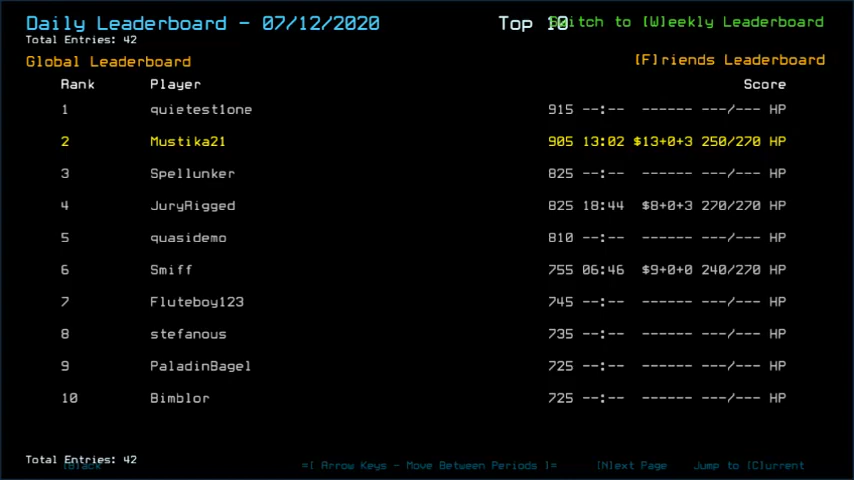 Daily Leaderboard - 07/12/2020 Top 10 Switch to [W]eekly Leaderboard
Total Entries: 42
Global Leaderboard [F]riends Leaderboard
Rank Player Score
1 quietest1one 915 --:-- ------ ---/--- HP
2 Mustika21 905 13:02 $13+0+3 250/270 HP
3 Spellunker 825 --:-- ------ ---/--- HP
4 JuryRigged 825 18:44 $8+0+3 270/270 HP
5 quasidemo 810 --:-- ------ ---/--- HP
6 Smiff 755 06:46 $9+0+0 240/270 HP
7 Fluteboy123 745 --:-- ------ ---/--- HP
8 stefanous 735 --:-- ------ ---/--- HP
9 PaladinBagel 725 --:-- ------ ---/--- HP
10 Bimblor 725 --:-- ------ ---/--- HP
Total Entries: 42
[B]ack =[ Arrow Keys - Move Between Periods ]= [N]ext Page Jump to [C]urrent